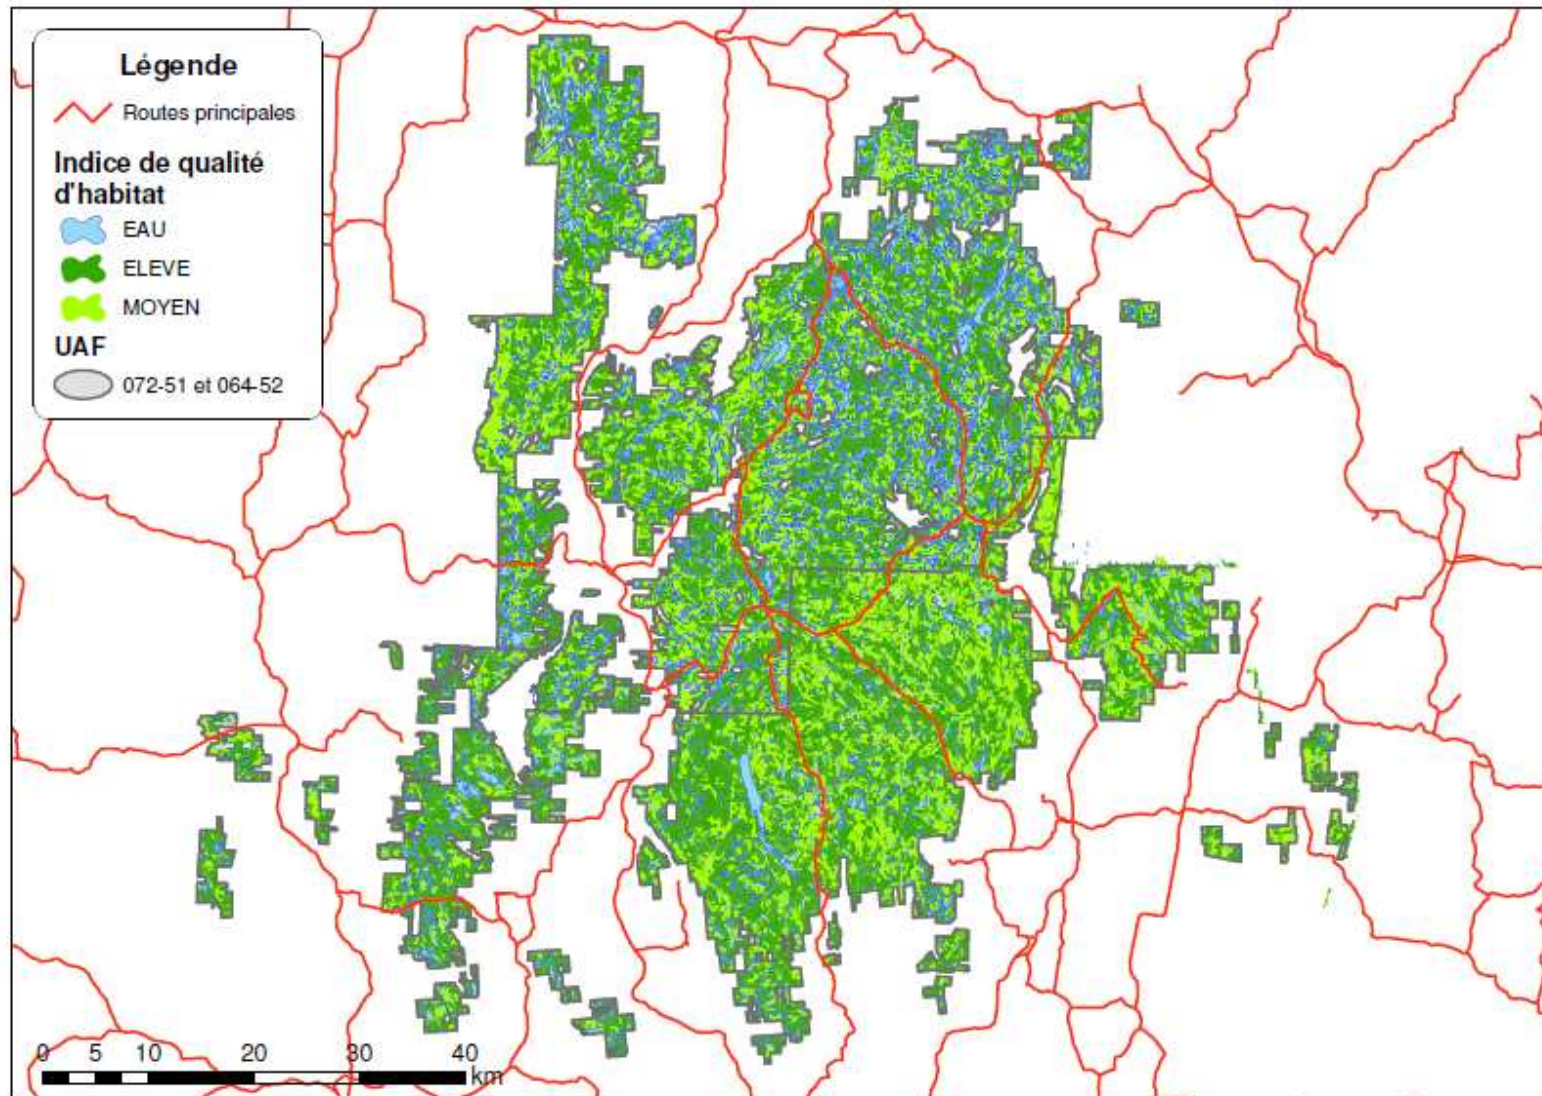 Légende
Routes principales
Indice de qualité
d'habitat
EAU
ELEVE
MOYEN
UAF
072-51 et 064-52
0 5 10 20 30 40
km